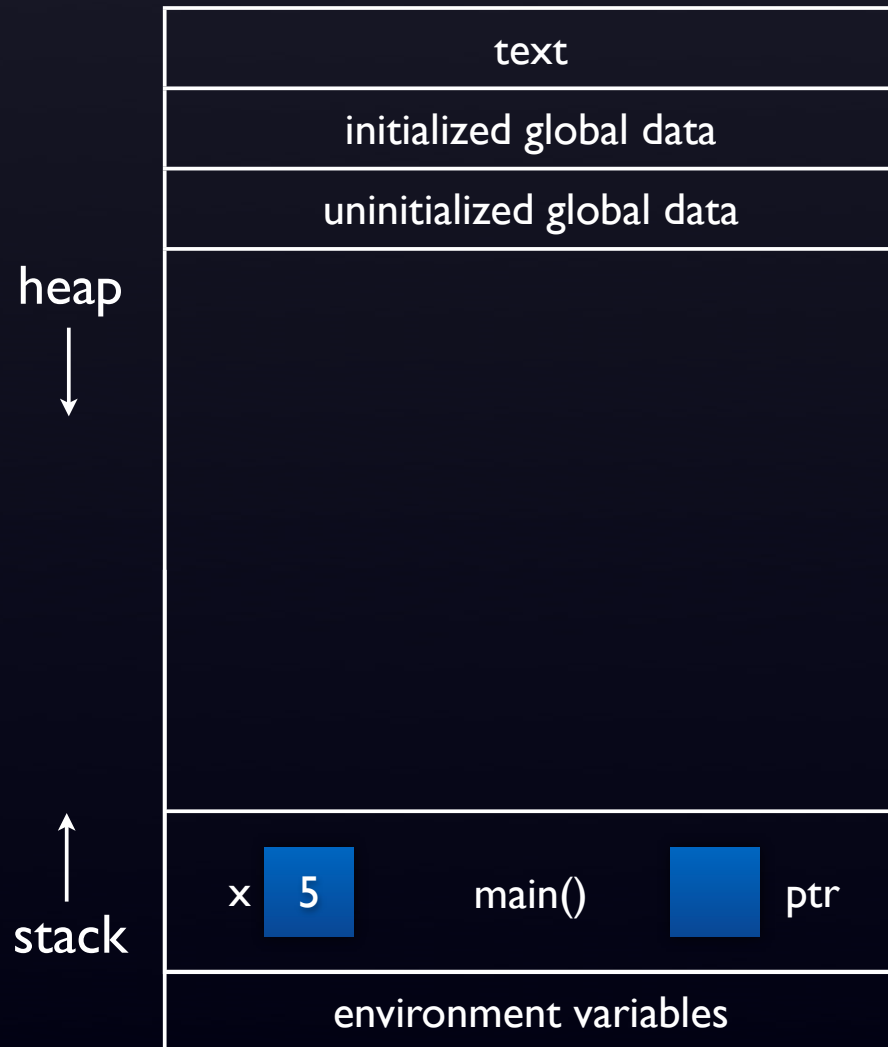 text
initialized global data
uninitialized global data
heap
x 5 main() ptr
stack
environment variables